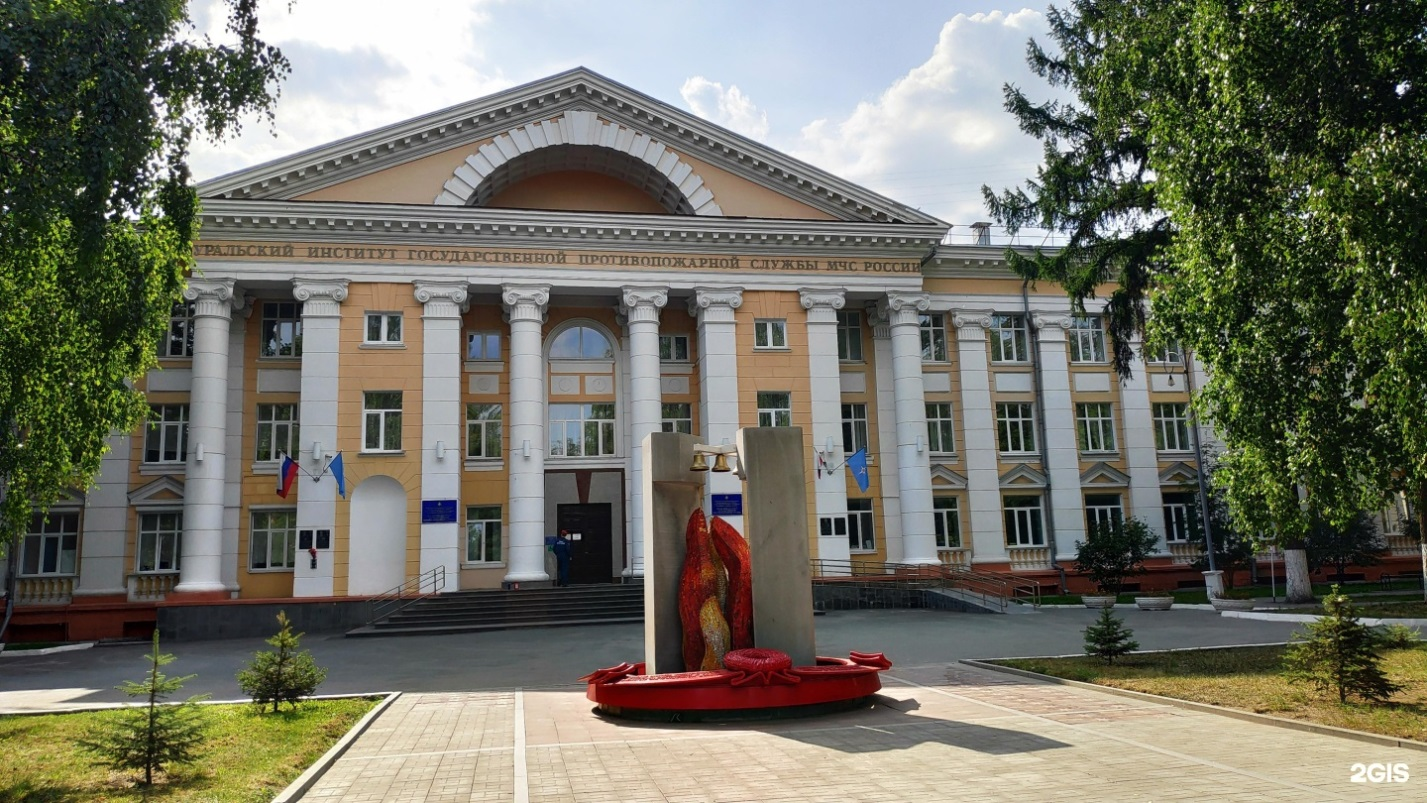 УРАЛЬСКИЙ ИНСТИТУТ ГОСУДАРСТВЕННОЙ ПРОТИВОПОЖАРНОЙ СЛУЖБЫ МЧС РОССИИ
2GIS